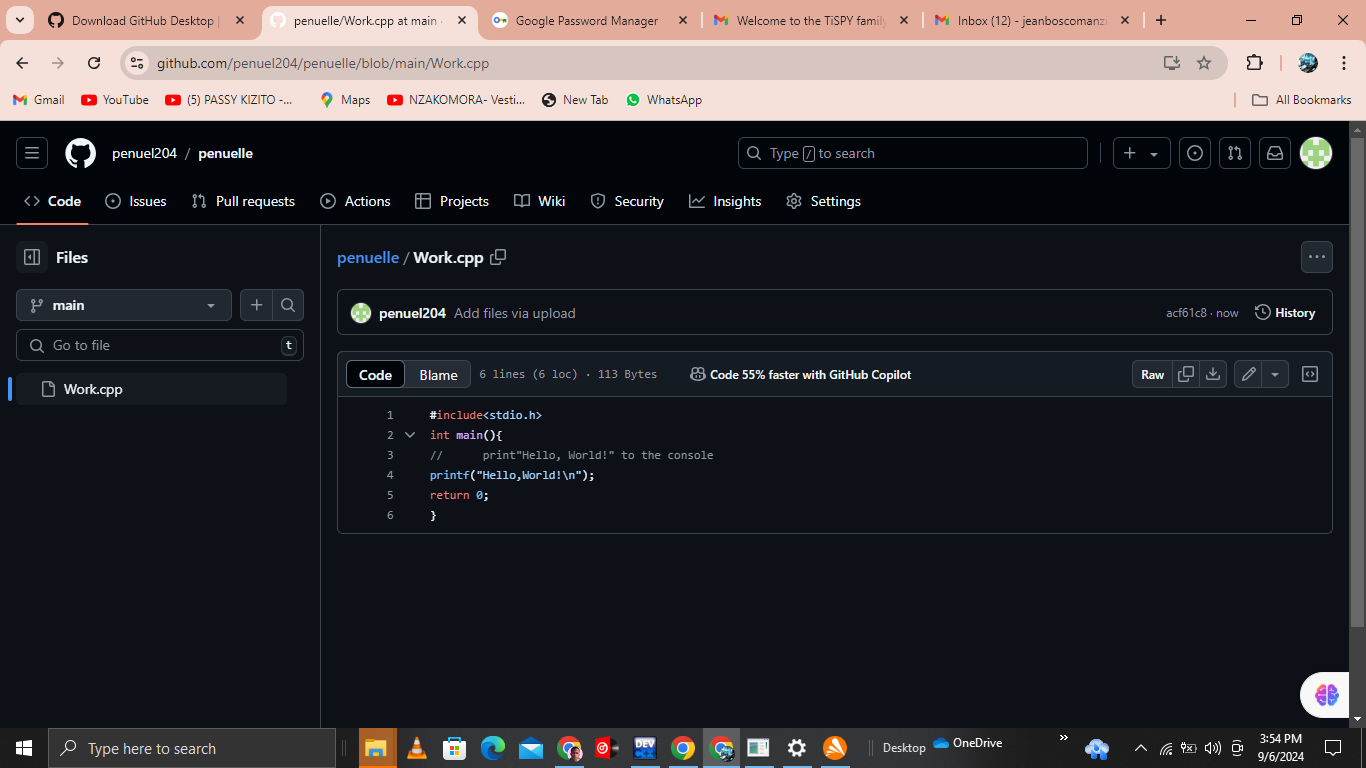 Download GitHub Desktop |
penuelle/Work.cpp at main ·
Google Password Manager
Welcome to the TiSPY family
Inbox (12) - jeanboscomanzi
github.com/penuel204/penuelle/blob/main/Work.cpp
Gmail
YouTube
(5) PASSY KIZITO -...
Maps
NZAKOMORA- Vesti...
New Tab
WhatsApp
All Bookmarks
penuel204 / penuelle
Type / to search
Code
Issues
Pull requests
Actions
Projects
Wiki
Security
Insights
Settings
Files
main
Go to file
t
Work.cpp
penuelle / Work.cpp
penuel204 Add files via upload
acf61c8 · now
History
Code
Blame
6 lines (6 loc) · 113 Bytes
Code 55% faster with GitHub Copilot
Raw
1 #include<stdio.h>
2 int main(){
3 // print"Hello, World!" to the console
4 printf("Hello,World!\n");
5 return 0;
6 }
Type here to search
DEV
Desktop
OneDrive
3:54 PM
9/6/2024